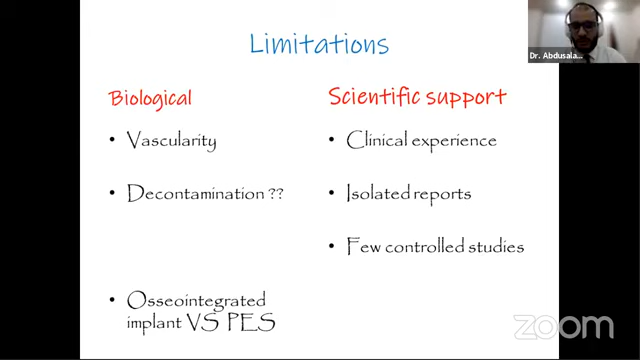 Limitations
Biological
• Vascularity
• Decontamination ??
• Osseointegrated
implant VS PES
Scientific support
• Clinical experience
• Isolated reports
• Few controlled studies
Dr. Abdusala...
zoom